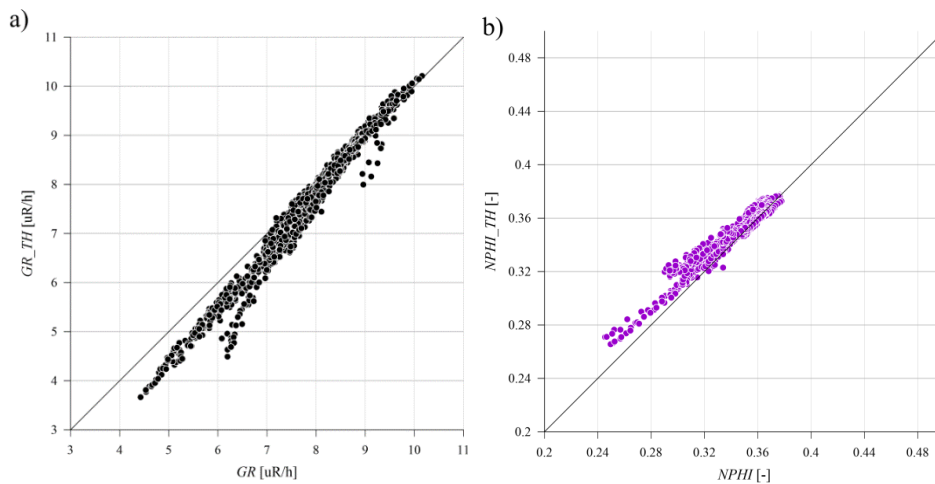 a)
11
10
9
8
7
6
5
4
3
GR_TH [uR/h]
3 4 5 6 7 8 9 10 11
GR [uR/h]
b)
0.48
0.44
0.4
0.36
0.32
0.28
0.24
0.2
NPHI_TH [-]
0.2 0.24 0.28 0.32 0.36 0.4 0.44 0.48
NPHI [-]